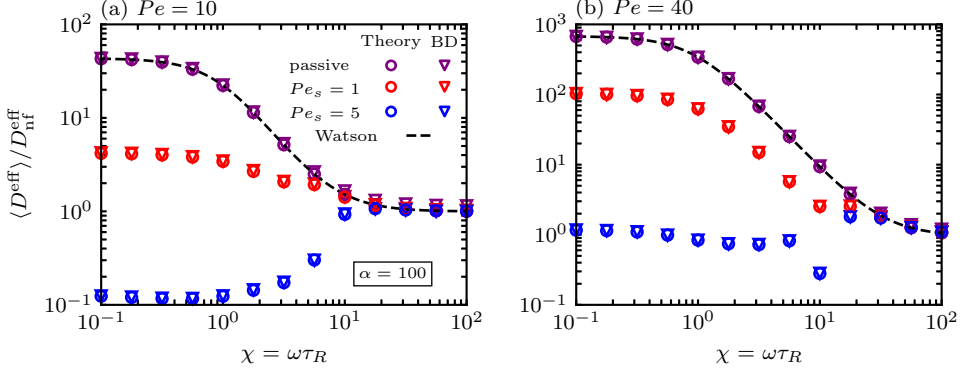 (a) Pe = 10
⟨D^eff⟩/D_nf^eff
10^2
10^1
10^0
10^−1
Theory BD
passive
Pe_s = 1
Pe_s = 5
Watson
α = 100
10^−1 10^0 10^1 10^2
χ = ωτ_R
(b) Pe = 40
10^3
10^2
10^1
10^0
10^−1
10^−1 10^0 10^1 10^2
χ = ωτ_R